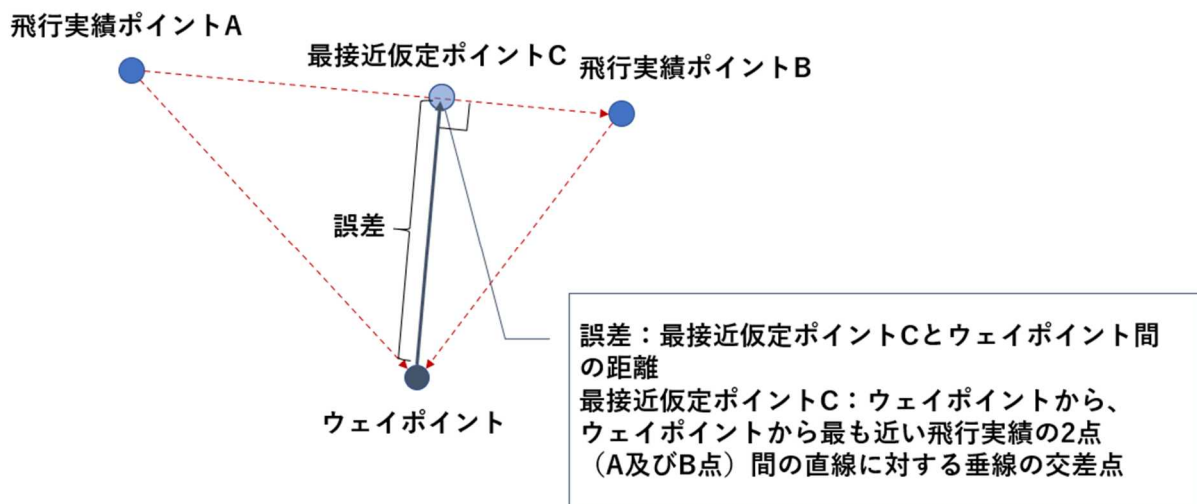 飛行実績ポイントA
最接近仮定ポイントC
飛行実績ポイントB
誤差
ウェイポイント
誤差：最接近仮定ポイントCとウェイポイント間
の距離
最接近仮定ポイントC：ウェイポイントから、
ウェイポイントから最も近い飛行実績の2点
（A及びB点）間の直線に対する垂線の交差点